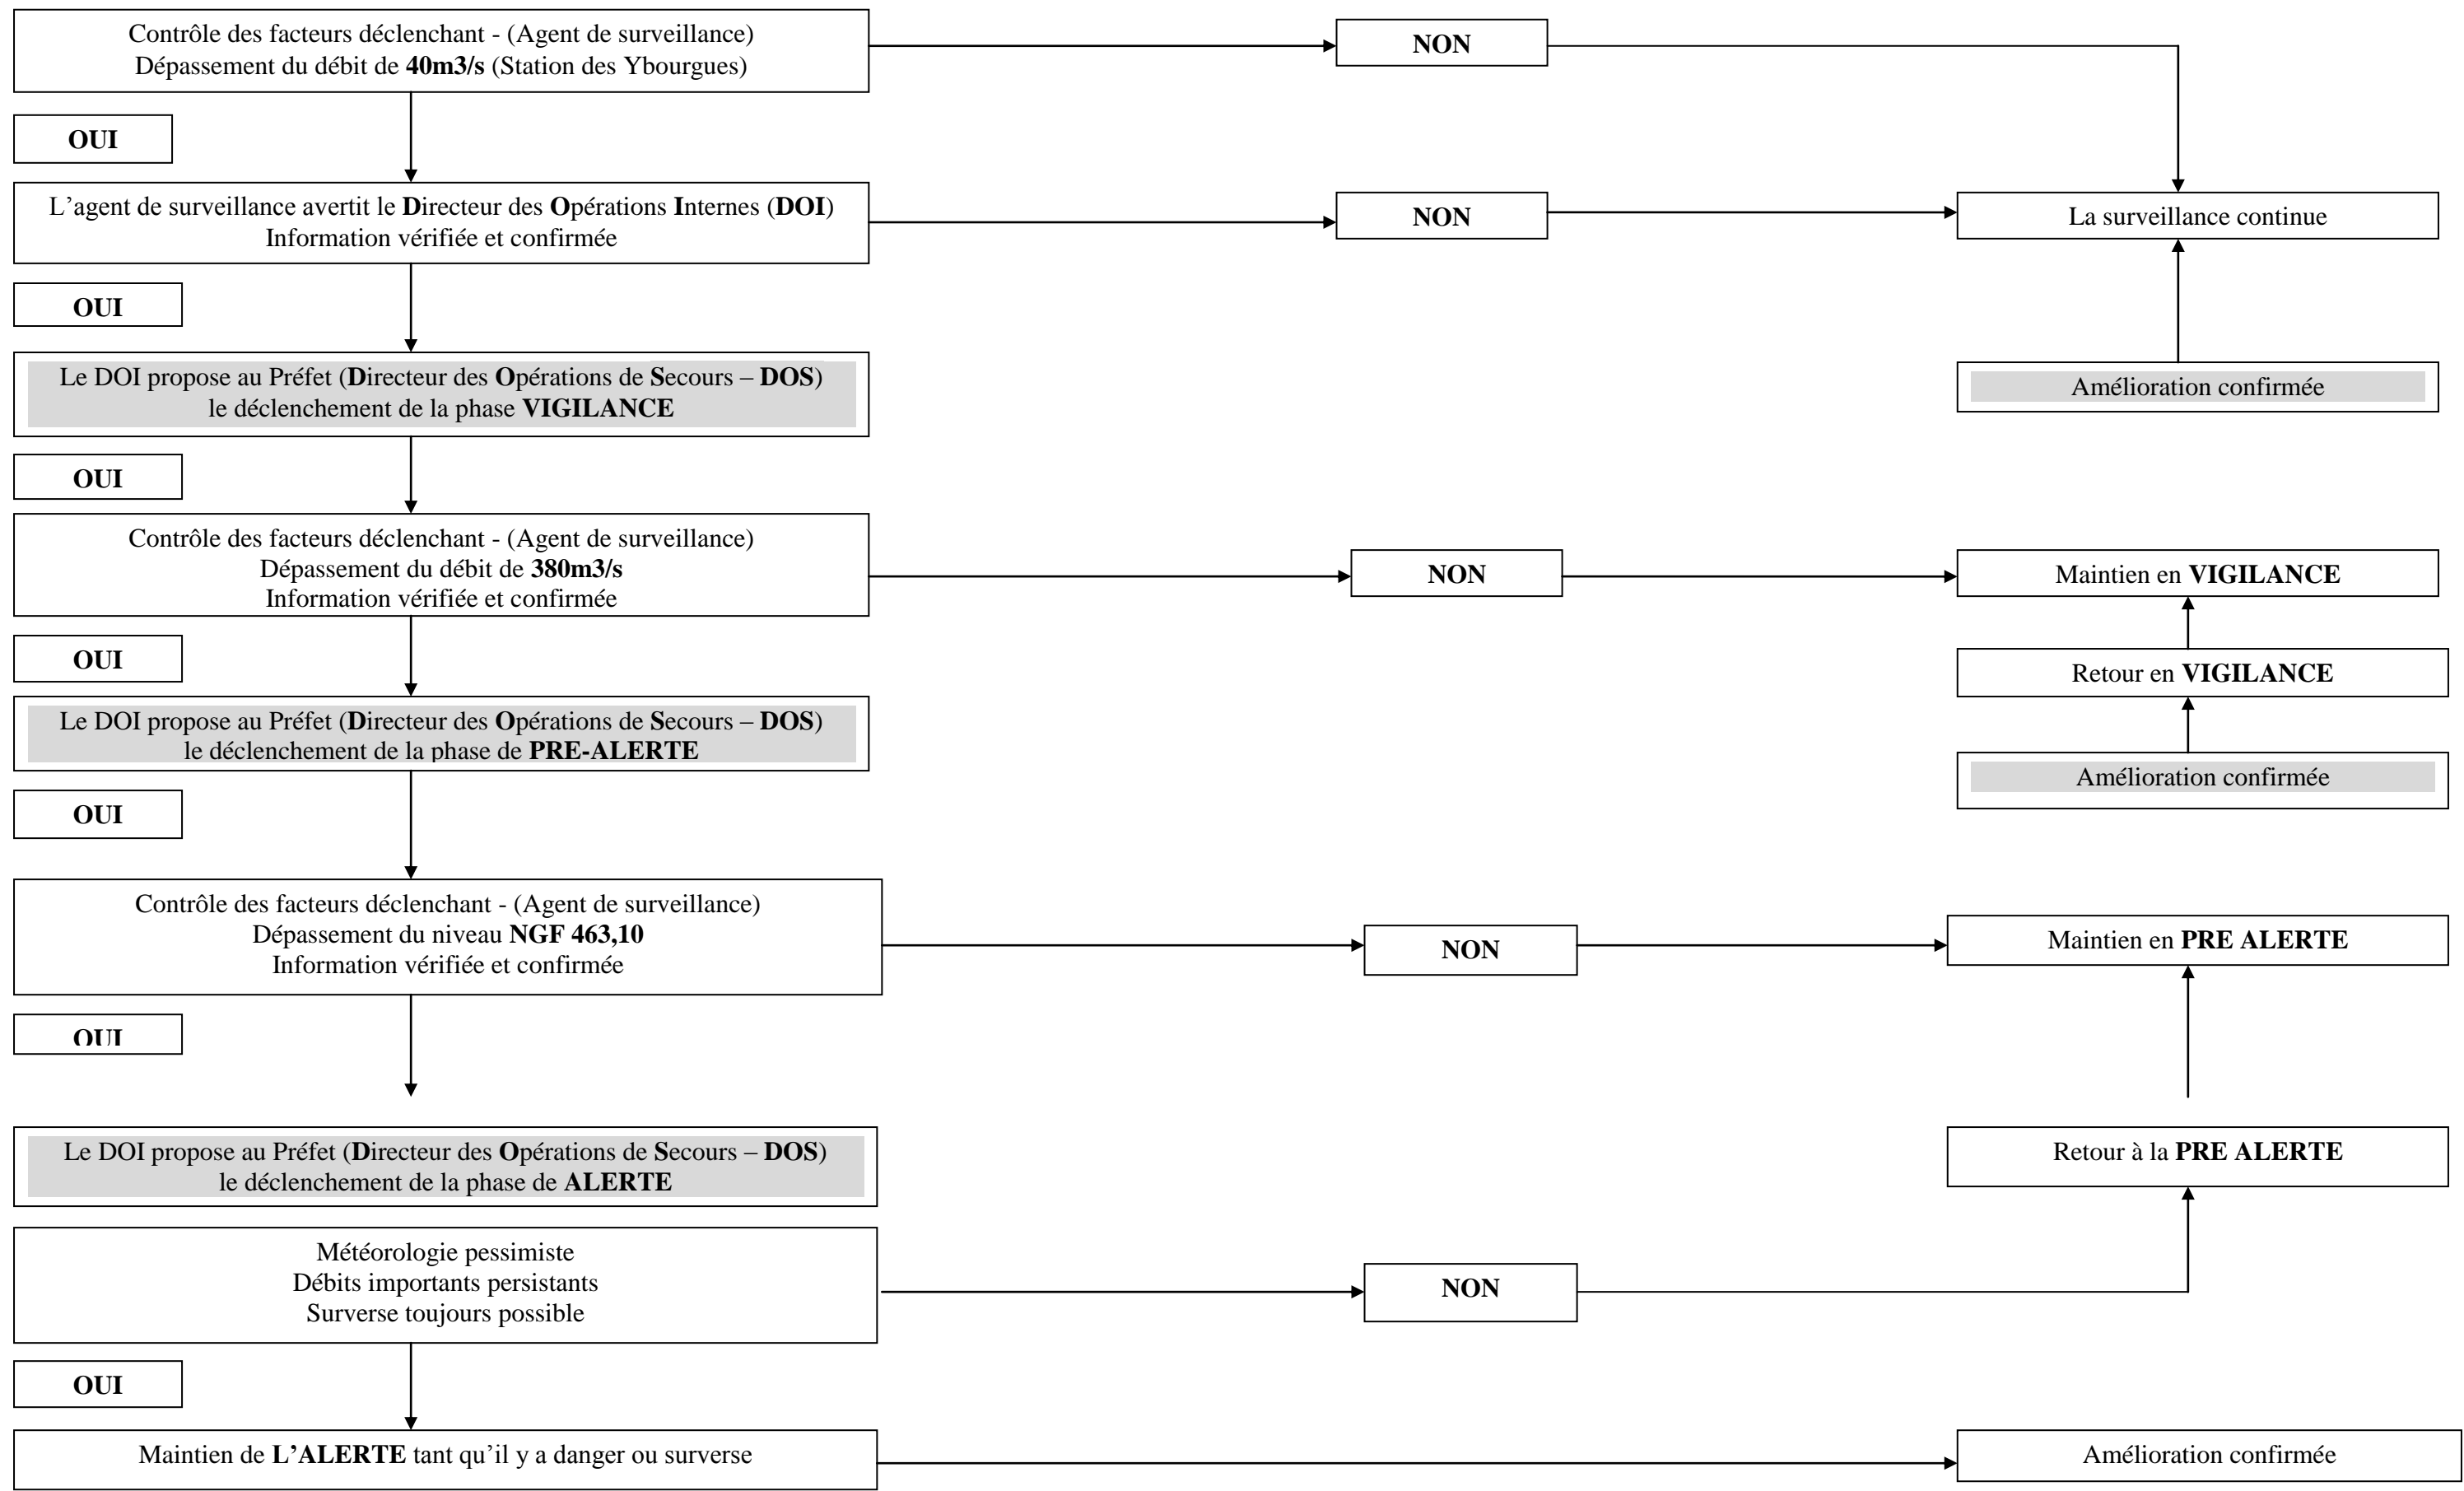 Contrôle des facteurs déclenchant - (Agent de surveillance)
Dépassement du débit de 40m3/s (Station des Ybourgues)
NON
OUI
L'agent de surveillance avertit le Directeur des Opérations Internes (DOI)
Information vérifiée et confirmée
NON
La surveillance continue
OUI
Le DOI propose au Préfet (Directeur des Opérations de Secours – DOS)
le déclenchement de la phase VIGILANCE
Amélioration confirmée
OUI
Contrôle des facteurs déclenchant - (Agent de surveillance)
Dépassement du débit de 380m3/s
Information vérifiée et confirmée
NON
Maintien en VIGILANCE
OUI
Retour en VIGILANCE
Le DOI propose au Préfet (Directeur des Opérations de Secours – DOS)
le déclenchement de la phase de PRE-ALERTE
Amélioration confirmée
OUI
Contrôle des facteurs déclenchant - (Agent de surveillance)
Dépassement du niveau NGF 463,10
Information vérifiée et confirmée
NON
Maintien en PRE ALERTE
OUI
Le DOI propose au Préfet (Directeur des Opérations de Secours – DOS)
le déclenchement de la phase de ALERTE
Retour à la PRE ALERTE
Météorologie pessimiste
Débits importants persistants
Surverse toujours possible
NON
OUI
Maintien de L'ALERTE tant qu'il y a danger ou surverse
Amélioration confirmée